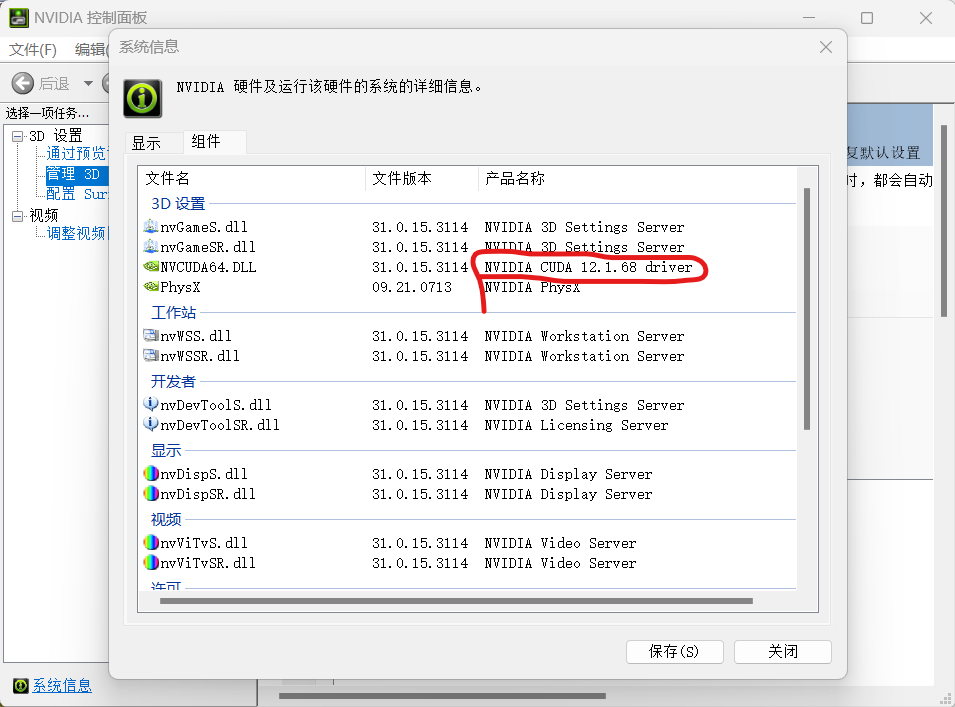 NVIDIA 控制面板
文件(F) 编辑(
系统信息
后退
NVIDIA 硬件及运行该硬件的系统的详细信息。
选择一项任务...
3D 设置
通过预览
管理 3D
配置 Sur
视频
调整视频
复默认设置
时，都会自动
显示 组件
文件名 文件版本 产品名称
3D 设置
nvGameS.dll 31.0.15.3114 NVIDIA 3D Settings Server
nvGameSR.dll 31.0.15.3114 NVIDIA 3D Settings Server
NVCUDA64.DLL 31.0.15.3114 NVIDIA CUDA 12.1.68 driver
PhysX 09.21.0713 NVIDIA PhysX
工作站
nvWSS.dll 31.0.15.3114 NVIDIA Workstation Server
nvWSSR.dll 31.0.15.3114 NVIDIA Workstation Server
开发者
nvDevToolS.dll 31.0.15.3114 NVIDIA 3D Settings Server
nvDevToolSR.dll 31.0.15.3114 NVIDIA Licensing Server
显示
nvDispS.dll 31.0.15.3114 NVIDIA Display Server
nvDispSR.dll 31.0.15.3114 NVIDIA Display Server
视频
nvViTvS.dll 31.0.15.3114 NVIDIA Video Server
nvViTvSR.dll 31.0.15.3114 NVIDIA Video Server
许可
保存(S) 关闭
系统信息